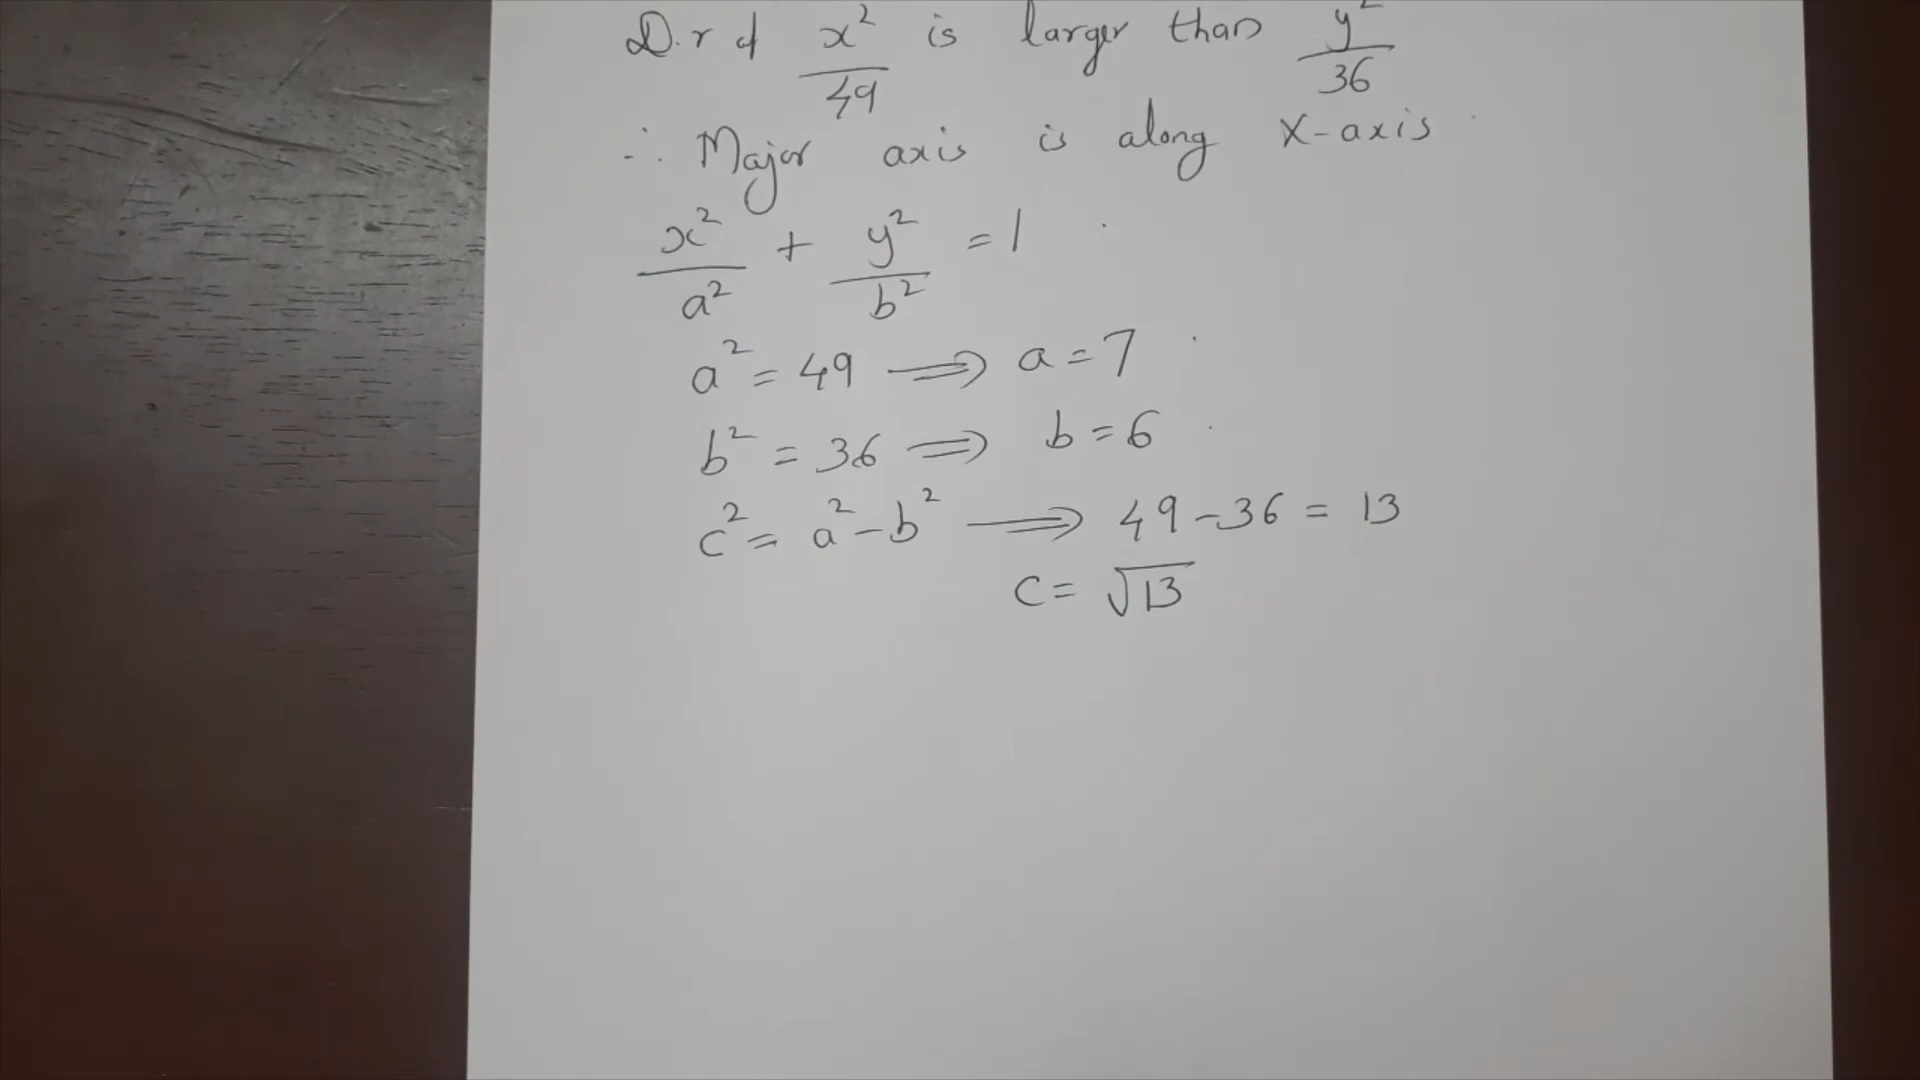 D.r of x²/49 is larger than y²/36
∴ Major axis is along X-axis
x²/a² + y²/b² = 1
a² = 49 ⟹ a = 7
b² = 36 ⟹ b = 6
c² = a² - b² ⟹ 49 - 36 = 13
c = √13